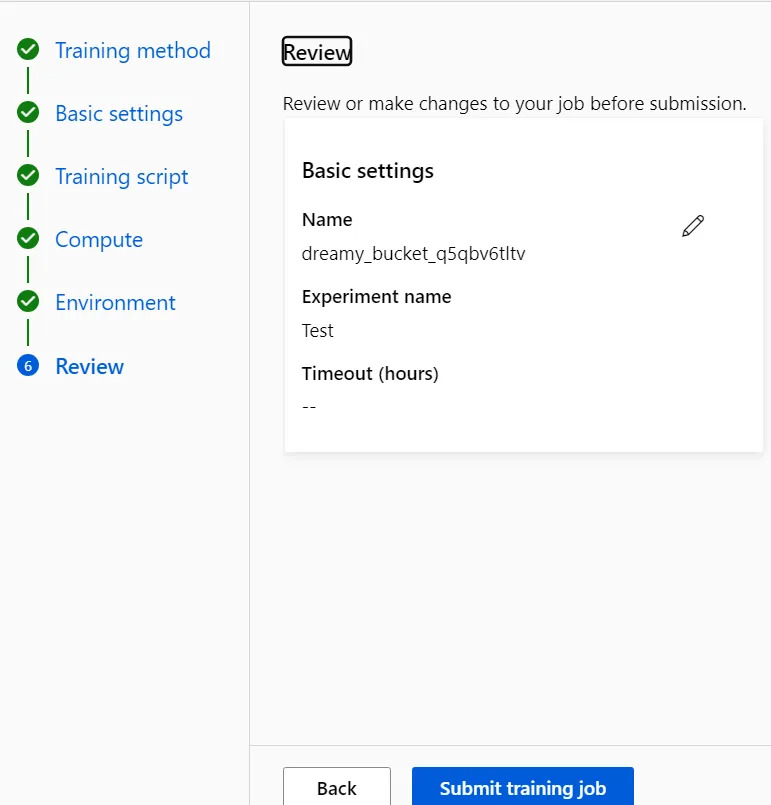 Training method
Basic settings
Training script
Compute
Environment
6 Review
Review
Review or make changes to your job before submission.
Basic settings
Name
dreamy_bucket_q5qbv6tltv
Experiment name
Test
Timeout (hours)
--
Back
Submit training job